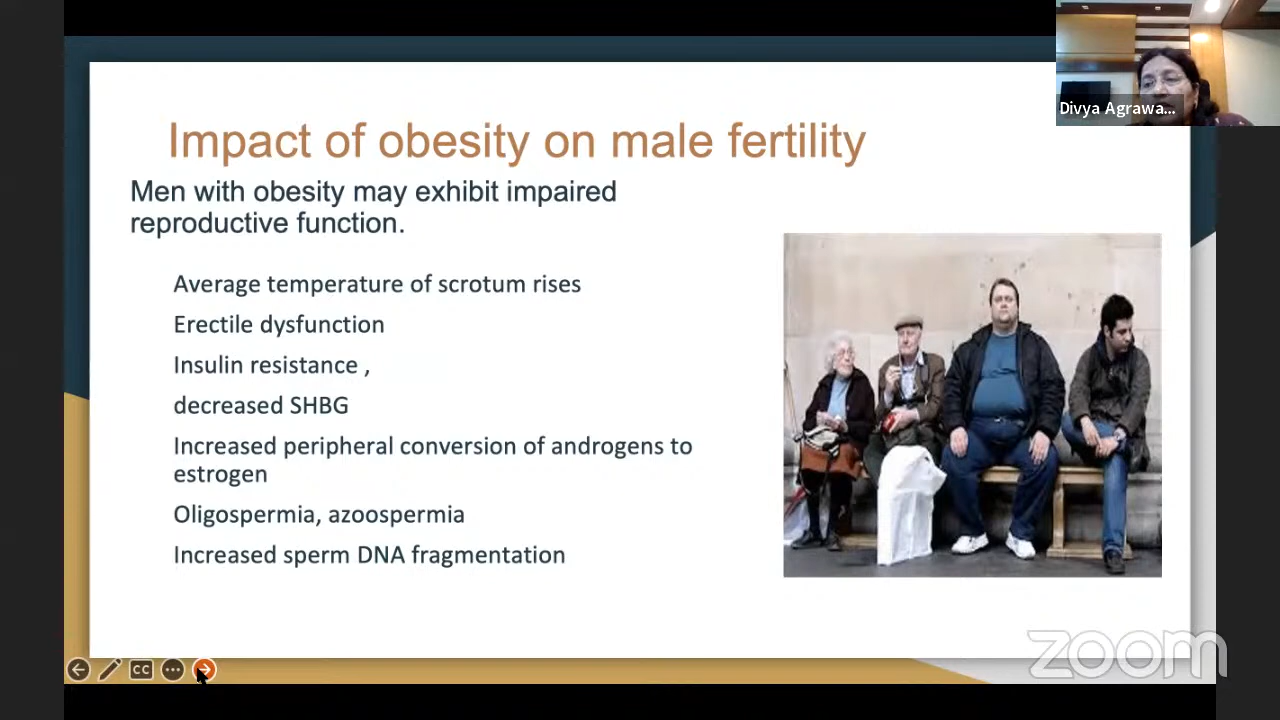 Divya Agrawa...
Impact of obesity on male fertility
Men with obesity may exhibit impaired
reproductive function.
Average temperature of scrotum rises
Erectile dysfunction
Insulin resistance ,
decreased SHBG
Increased peripheral conversion of androgens to
estrogen
Oligospermia, azoospermia
Increased sperm DNA fragmentation
CC
zoom